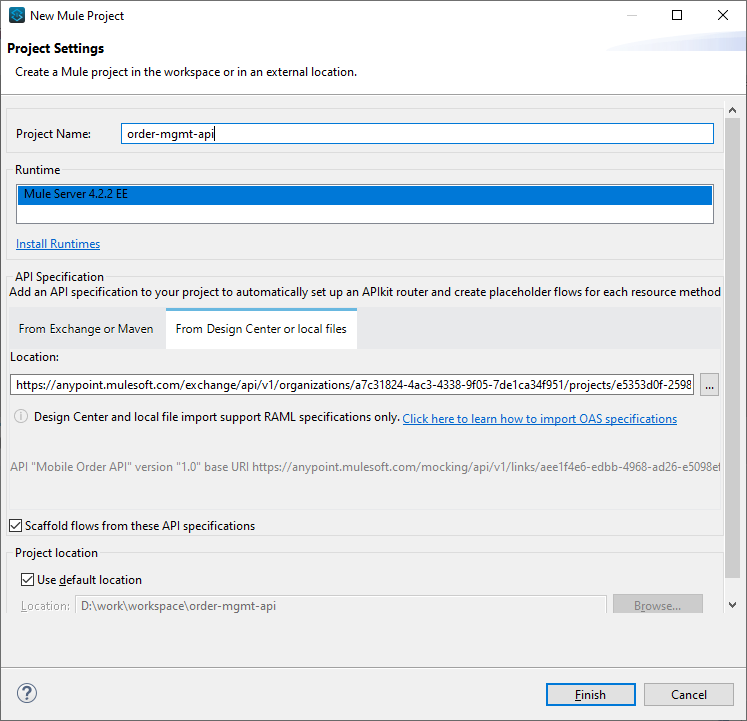 New Mule Project
Project Settings
Create a Mule project in the workspace or in an external location.
Project Name:
order-mgmt-api
Runtime
Mule Server 4.2.2 EE
Install Runtimes
API Specification
Add an API specification to your project to automatically set up an APIkit router and create placeholder flows for each resource method
From Exchange or Maven
From Design Center or local files
Location:
https://anypoint.mulesoft.com/exchange/api/v1/organizations/a7c31824-4ac3-4338-9f05-7de1ca34f951/projects/e5353d0f-2598
...
Design Center and local file import support RAML specifications only. Click here to learn how to import OAS specifications
API "Mobile Order API" version "1.0" base URI https://anypoint.mulesoft.com/mocking/api/v1/links/aee1f4e6-edbb-4968-ad26-e5098ef
Scaffold flows from these API specifications
Project location
Use default location
Location:
D:\work\workspace\order-mgmt-api
Browse...
?
Finish
Cancel